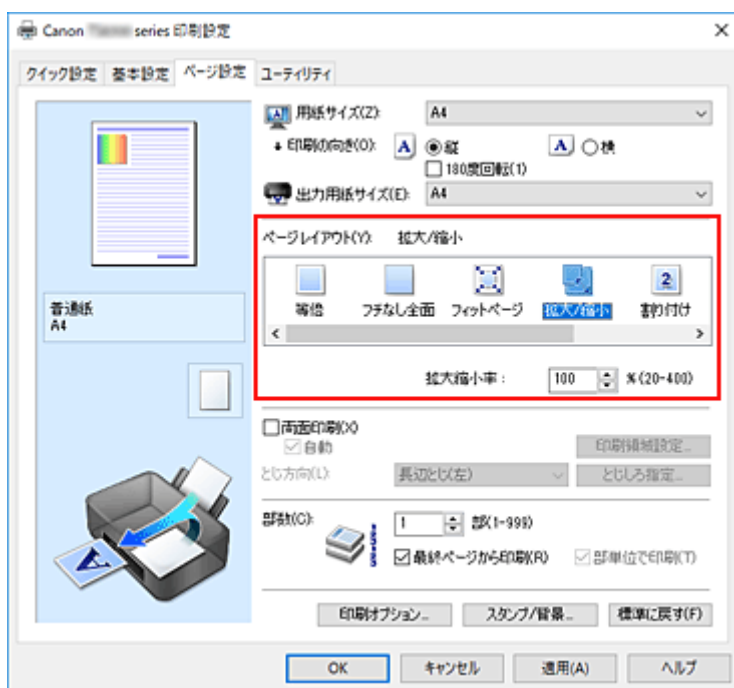 Canon series 印刷設定
クイック設定 基本設定 ページ設定 ユーティリティ
用紙サイズ(Z): A4
印刷の向き(O): A 縦 A 横
180度回転(1)
出力用紙サイズ(E): A4
ページレイアウト(Y): 拡大/縮小
等倍 フチなし全面 フィットページ 拡大/縮小 割り付け
拡大縮小率: 100 %(20-400)
普通紙
A4
両面印刷(X)
自動 印刷領域設定...
とじ方向(L): 長辺とじ(左) とじしろ指定...
部数(C): 1 部(1-999)
最終ページから印刷(R) 部単位で印刷(T)
印刷オプション... スタンプ/背景... 標準に戻す(F)
OK キャンセル 適用(A) ヘルプ